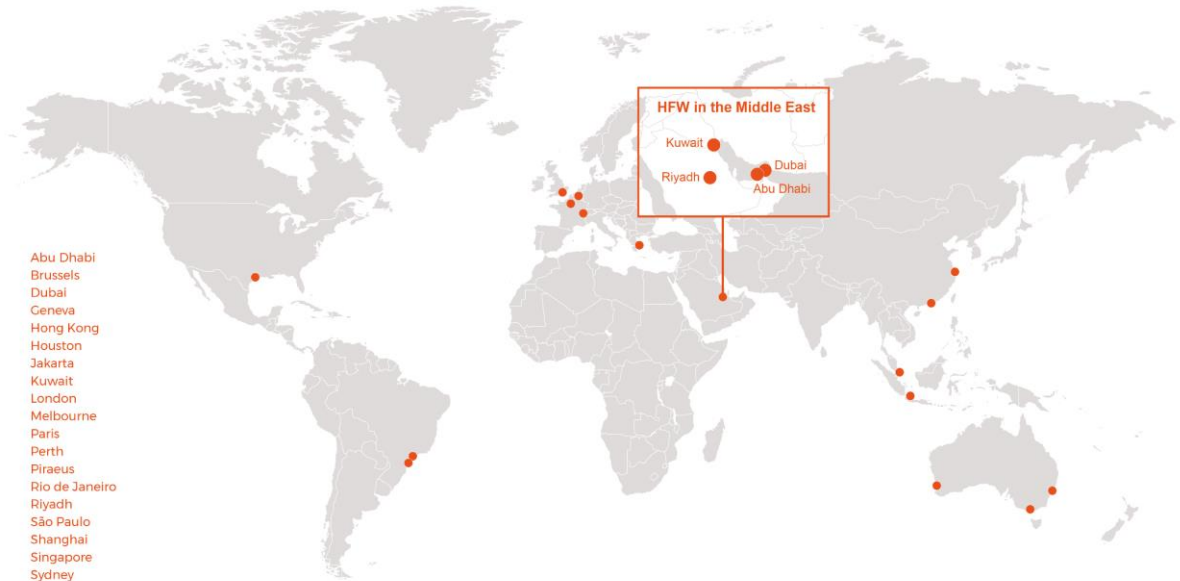 HFW in the Middle East
Kuwait
Dubai
Riyadh
Abu Dhabi
Abu Dhabi
Brussels
Dubai
Geneva
Hong Kong
Houston
Jakarta
Kuwait
London
Melbourne
Paris
Perth
Piraeus
Rio de Janeiro
Riyadh
São Paulo
Shanghai
Singapore
Sydney